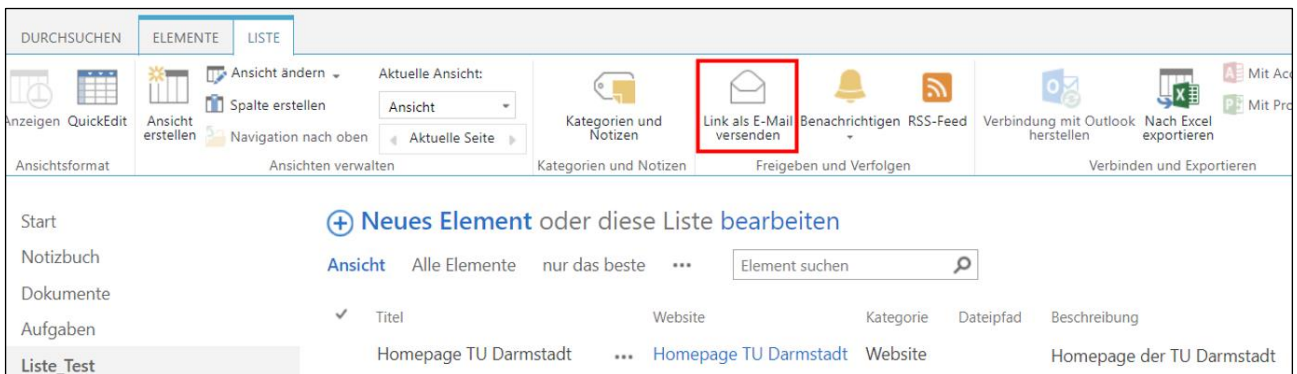 DURCHSUCHEN ELEMENTE LISTE
Ansicht ändern Aktuelle Ansicht: Mit
Spalte erstellen Ansicht Mit
Anzeigen QuickEdit Ansicht erstellen Navigation nach oben Aktuelle Seite Kategorien und Notizen Link als E-Mail versenden Benachrichtigen RSS-Feed Verbindung mit Outlook herstellen Nach Excel exportieren
Ansichtsformat Ansichten verwalten Kategorien und Notizen Freigeben und Verfolgen Verbinden und Exportieren
Start
Neues Element oder diese Liste bearbeiten
Notizbuch
Ansicht Alle Elemente nur das beste ••• Element suchen
Dokumente
Aufgaben
Titel Website Kategorie Dateipfad Beschreibung
Liste_Test
Homepage TU Darmstadt ••• Homepage TU Darmstadt Website Homepage der TU Darmstadt